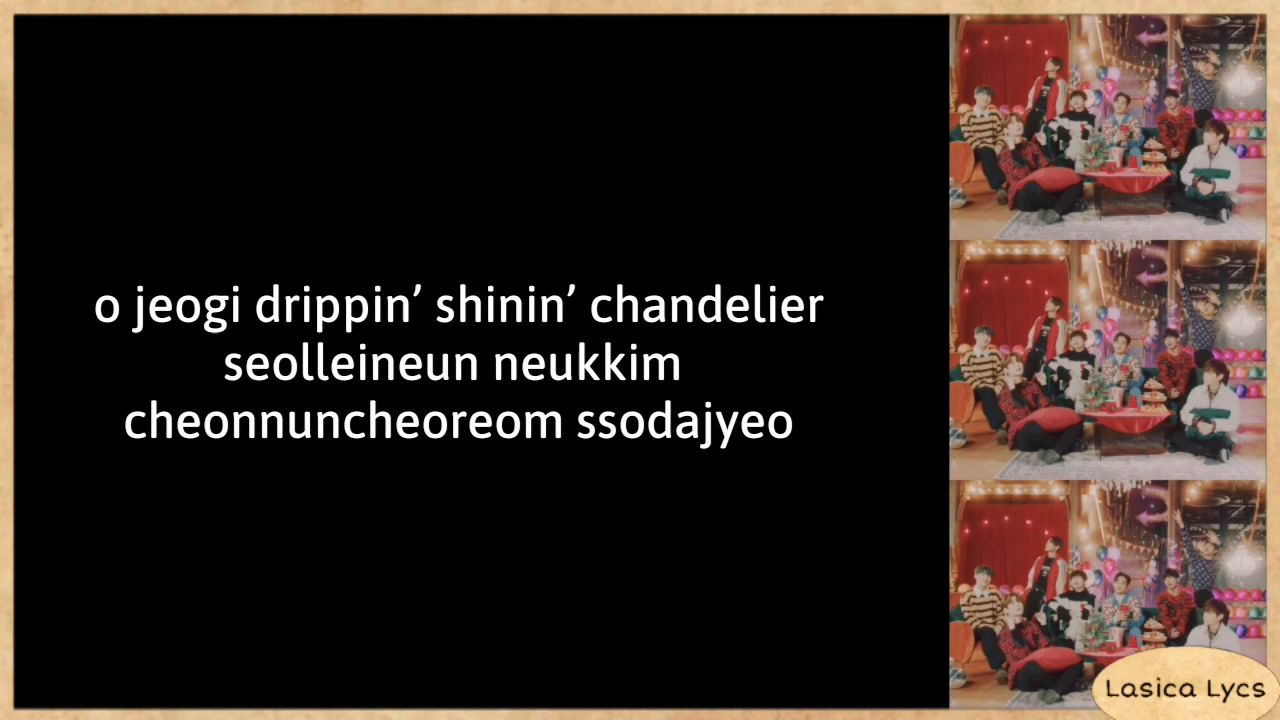 o jeogi drippin’ shinin’ chandelier
seolleineun neukkim
cheonnuncheoreom ssodajyeo
Lasica Lycs